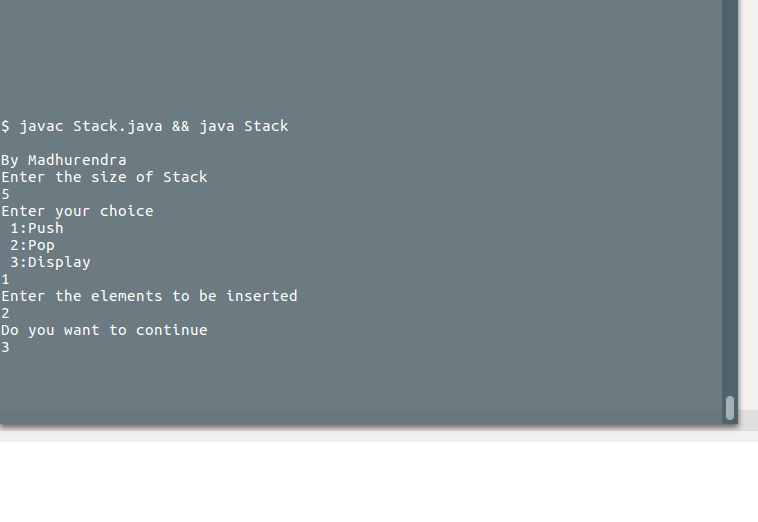 $ javac Stack.java && java Stack
By Madhurendra
Enter the size of Stack
5
Enter your choice
 1:Push
 2:Pop
 3:Display
1
Enter the elements to be inserted
2
Do you want to continue
3